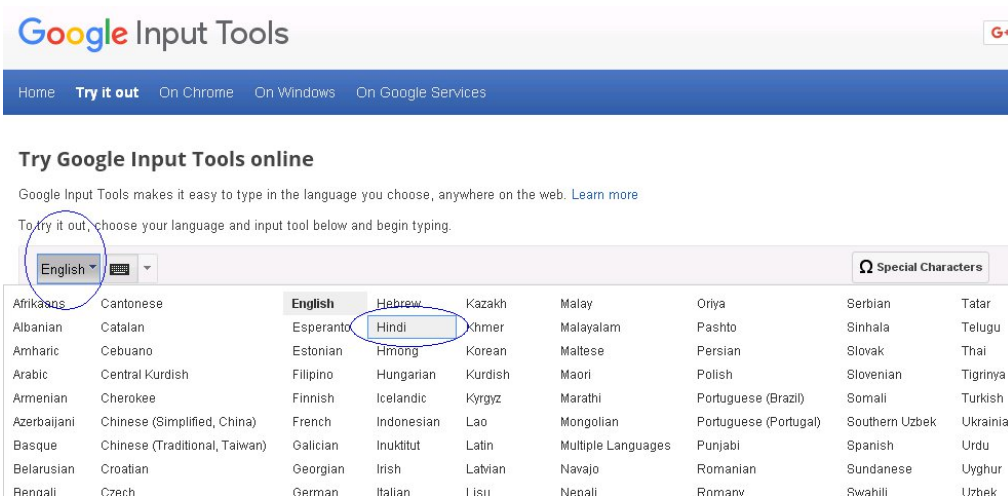 Google Input Tools
G+
Home Try it out On Chrome On Windows On Google Services
Try Google Input Tools online
Google Input Tools makes it easy to type in the language you choose, anywhere on the web. Learn more
To try it out, choose your language and input tool below and begin typing.
English Ω Special Characters
Afrikaans Cantonese English Hebrew Kazakh Malay Oriya Serbian Tatar
Albanian Catalan Esperanto Hindi Khmer Malayalam Pashto Sinhala Telugu
Amharic Cebuano Estonian Hmong Korean Maltese Persian Slovak Thai
Arabic Central Kurdish Filipino Hungarian Kurdish Maori Polish Slovenian Tigrinya
Armenian Cherokee Finnish Icelandic Kyrgyz Marathi Portuguese (Brazil) Somali Turkish
Azerbaijani Chinese (Simplified, China) French Indonesian Lao Mongolian Portuguese (Portugal) Southern Uzbek Ukrainia
Basque Chinese (Traditional, Taiwan) Galician Inuktitut Latin Multiple Languages Punjabi Spanish Urdu
Belarusian Croatian Georgian Irish Latvian Navajo Romanian Sundanese Uyghur
Bengali Czech German Italian Lisu Nepali Romany Swahili Uzbek